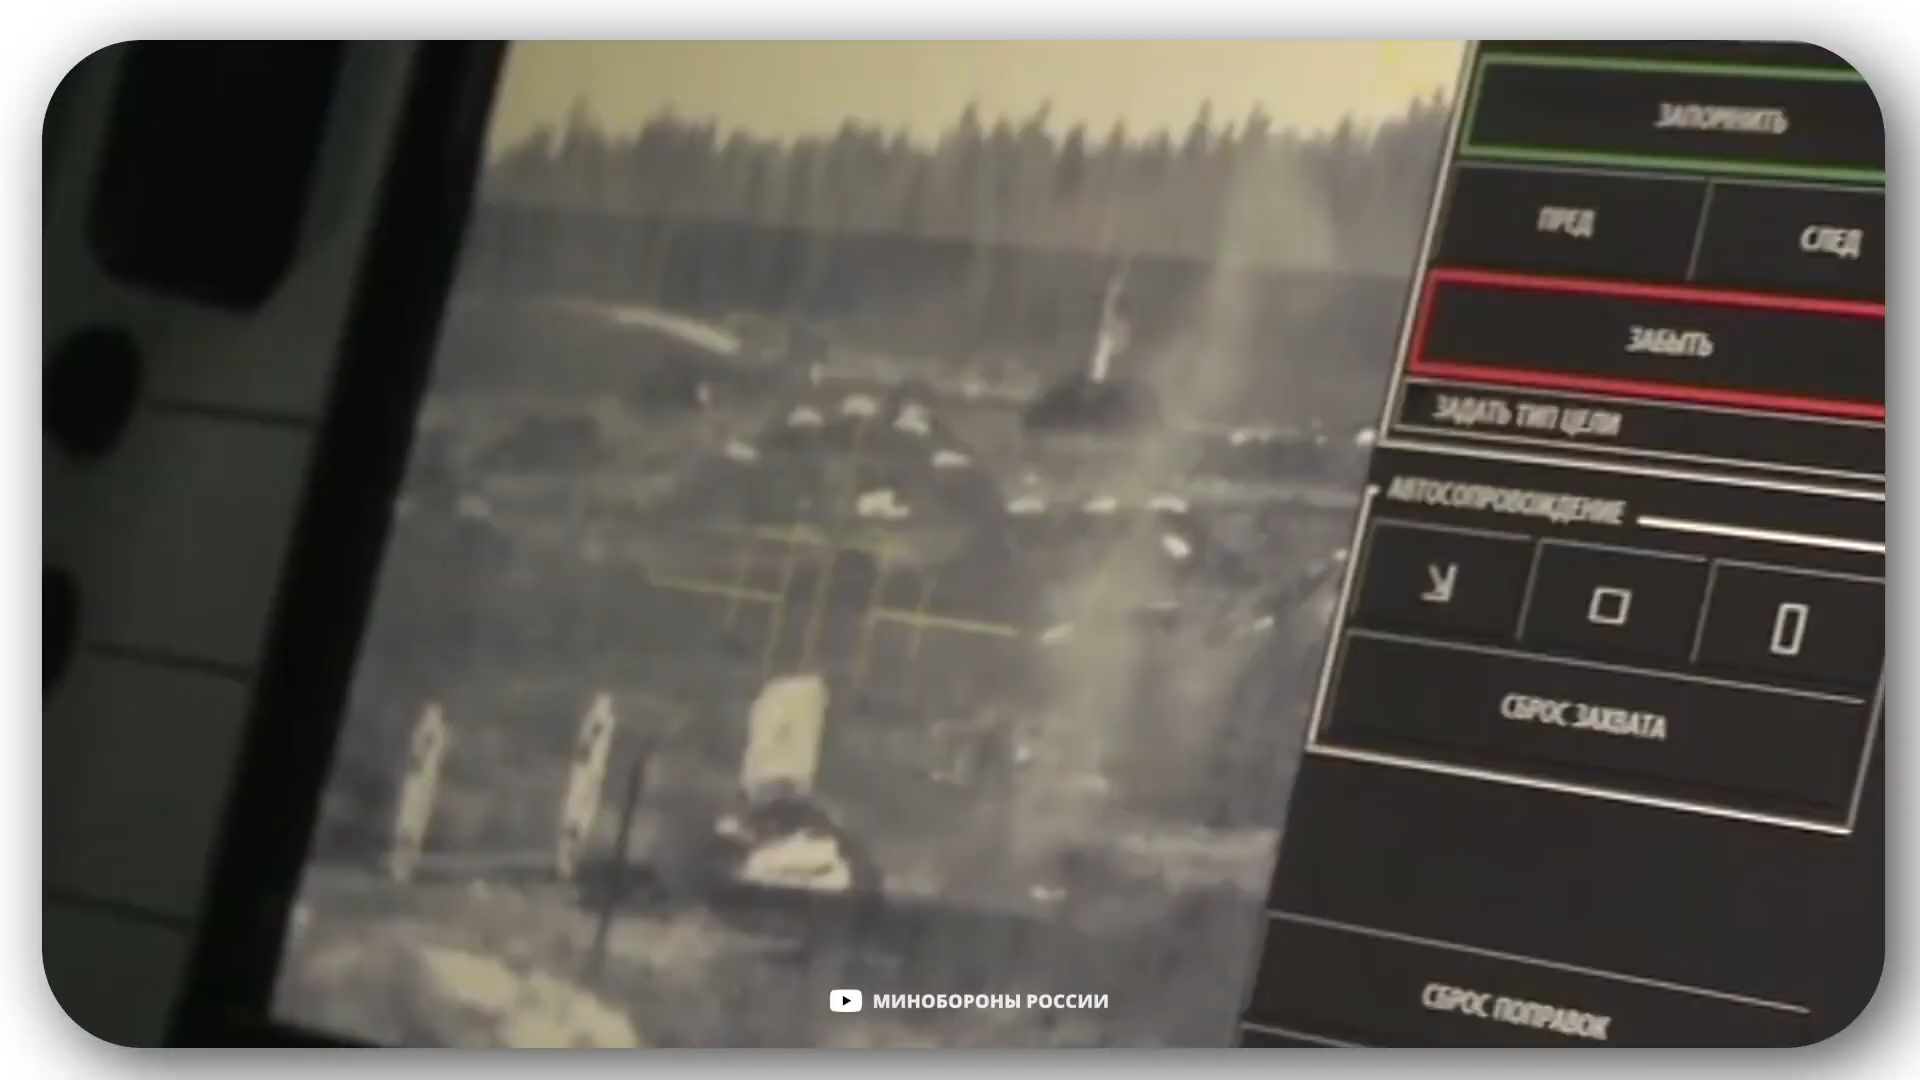 ЗАПОМНИТЬ
ПРЕД
СЛЕД
ЗАБЫТЬ
ЗАДАТЬ ТИП ЦЕЛИ
АВТОСОПРОВОЖДЕНИЕ
СБРОС ЗАХВАТА
СБРОС ПОПРАВОК
МИНОБОРОНЫ РОССИИ